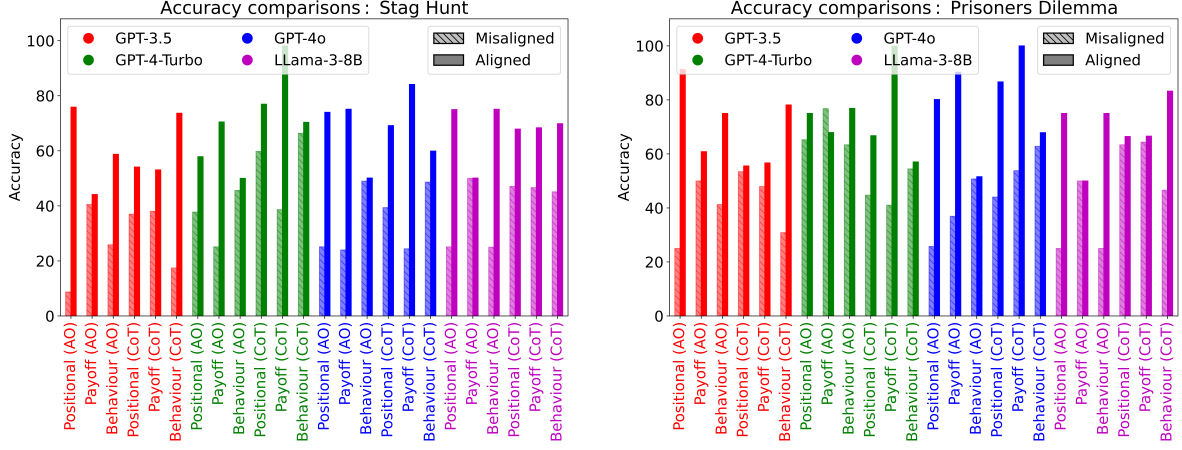 Accuracy comparisons : Stag Hunt
GPT-3.5
GPT-4-Turbo
GPT-4o
LLama-3-8B
Misaligned
Aligned
Accuracy
100
80
60
40
20
0
Positional (AO)
Payoff (AO)
Behaviour (AO)
Positional (CoT)
Payoff (CoT)
Behaviour (CoT)
Positional (AO)
Payoff (AO)
Behaviour (AO)
Positional (CoT)
Payoff (CoT)
Behaviour (CoT)
Positional (AO)
Payoff (AO)
Behaviour (AO)
Positional (CoT)
Payoff (CoT)
Behaviour (CoT)
Positional (AO)
Payoff (AO)
Behaviour (AO)
Positional (CoT)
Payoff (CoT)
Behaviour (CoT)
Accuracy comparisons : Prisoners Dilemma
GPT-3.5
GPT-4-Turbo
GPT-4o
LLama-3-8B
Misaligned
Aligned
Accuracy
100
80
60
40
20
0
Positional (AO)
Payoff (AO)
Behaviour (AO)
Positional (CoT)
Payoff (CoT)
Behaviour (CoT)
Positional (AO)
Payoff (AO)
Behaviour (AO)
Positional (CoT)
Payoff (CoT)
Behaviour (CoT)
Positional (AO)
Payoff (AO)
Behaviour (AO)
Positional (CoT)
Payoff (CoT)
Behaviour (CoT)
Positional (AO)
Payoff (AO)
Behaviour (AO)
Positional (CoT)
Payoff (CoT)
Behaviour (CoT)